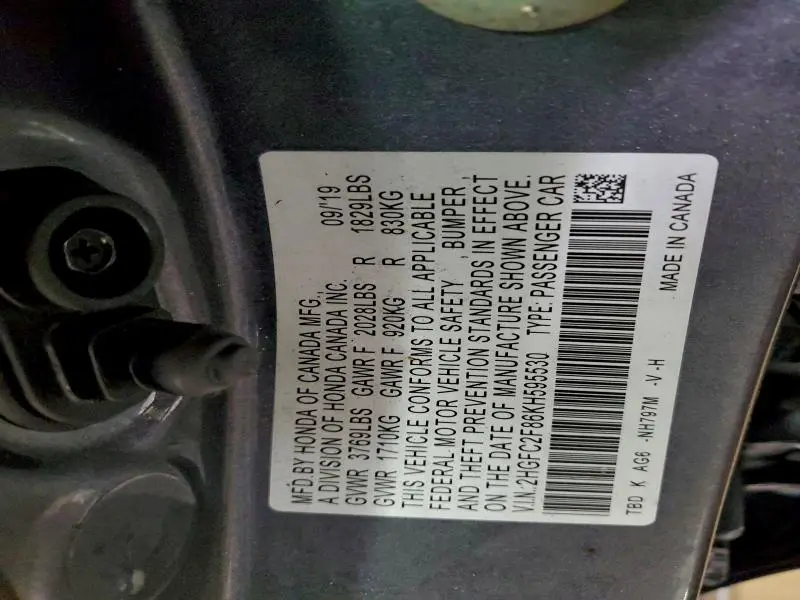 MFD.BY HONDA OF CANADA MFG., 09/'19
A DIVISION OF HONDA CANADA INC.
GVWR 3759LBS GAWR F 2028LBS R 1829LBS
GVWR 1710KG GAWR F 920KG R 830KG
THIS VEHICLE CONFORMS TO ALL APPLICABLE
FEDERAL MOTOR VEHICLE SAFETY , BUMPER ,
AND THEFT PREVENTION STANDARDS IN EFFECT
ON THE DATE OF MANUFACTURE SHOWN ABOVE.
V.I.N. 2HGFC2F86KH595530 TYPE: PASSENGER CAR
TBD K AG6 -NH797M -V -H MADE IN CANADA